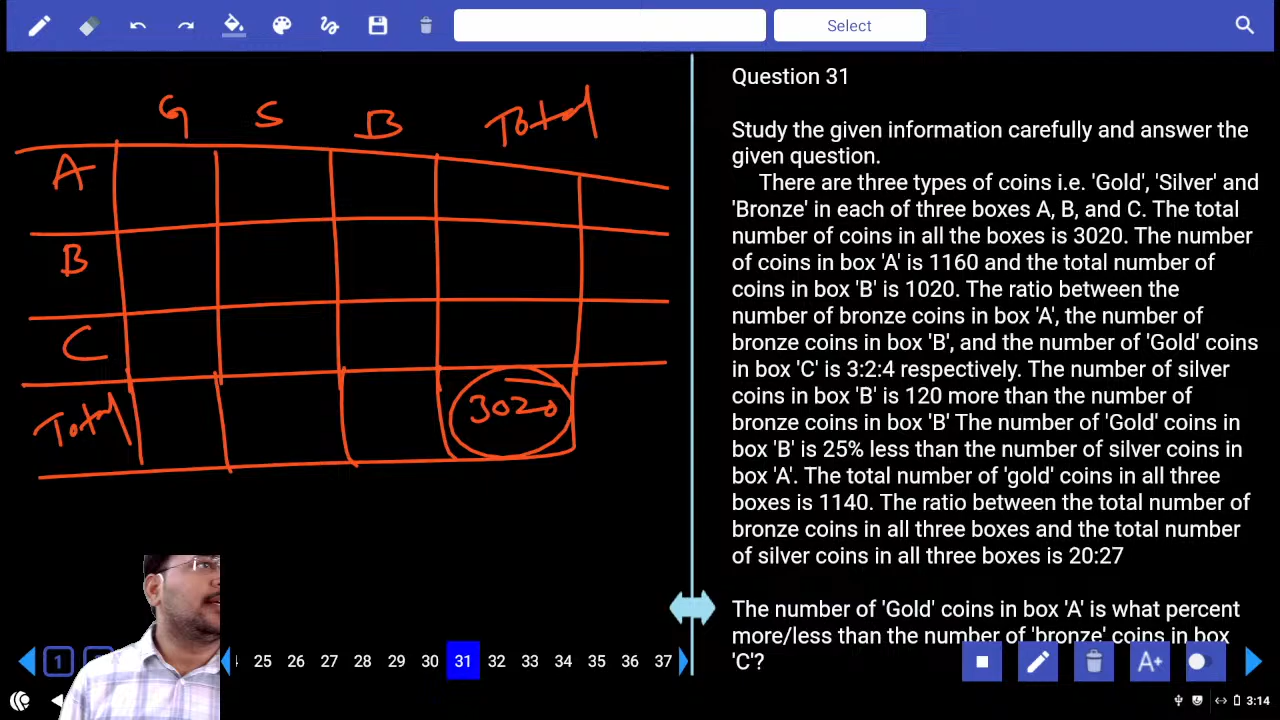 Select
G S B Total
A
B
C
Total 3020
Question 31
Study the given information carefully and answer the
given question.
There are three types of coins i.e. 'Gold', 'Silver' and
'Bronze' in each of three boxes A, B, and C. The total
number of coins in all the boxes is 3020. The number
of coins in box 'A' is 1160 and the total number of
coins in box 'B' is 1020. The ratio between the
number of bronze coins in box 'A', the number of
bronze coins in box 'B', and the number of 'Gold' coins
in box 'C' is 3:2:4 respectively. The number of silver
coins in box 'B' is 120 more than the number of
bronze coins in box 'B' The number of 'Gold' coins in
box 'B' is 25% less than the number of silver coins in
box 'A'. The total number of 'gold' coins in all three
boxes is 1140. The ratio between the total number of
bronze coins in all three boxes and the total number
of silver coins in all three boxes is 20:27
The number of 'Gold' coins in box 'A' is what percent
more/less than the number of 'bronze' coins in box
'C'?
1 25 26 27 28 29 30 31 32 33 34 35 36 37
A+
3:14